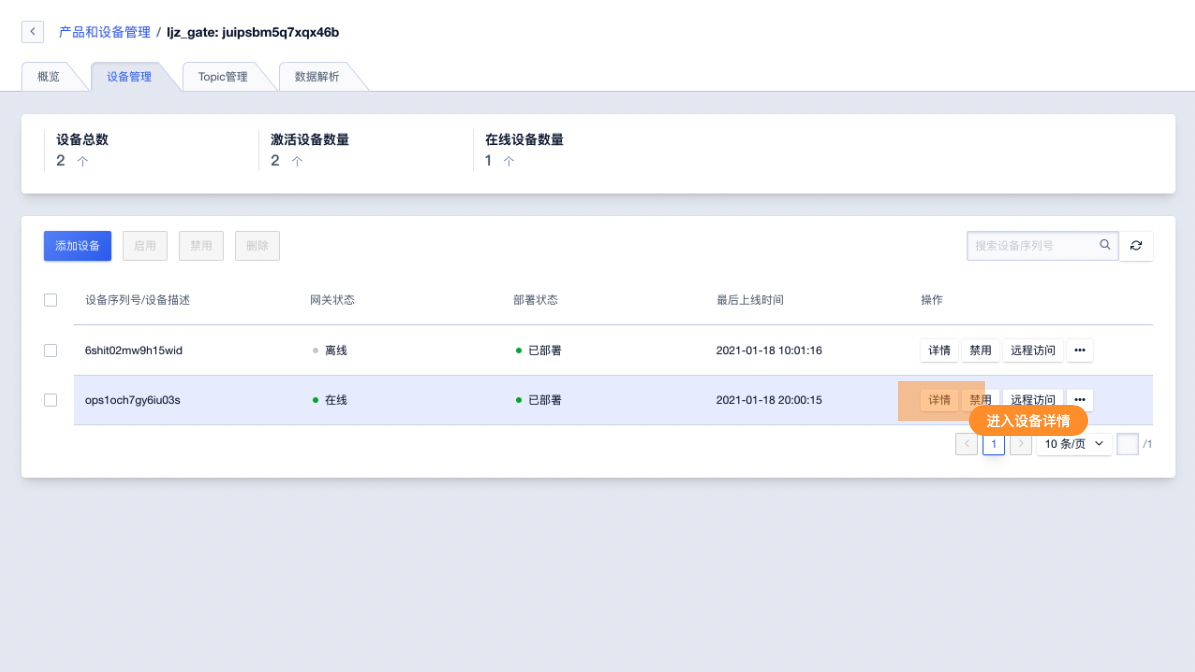 产品和设备管理 / ljz_gate: juipsbm5q7xqx46b
概览 设备管理 Topic管理 数据解析
设备总数 激活设备数量 在线设备数量
2 个 2 个 1 个
添加设备 启用 禁用 删除 搜索设备序列号
设备序列号/设备描述 网关状态 部署状态 最后上线时间 操作
6shit02mw9h15wid 离线 已部署 2021-01-18 10:01:16 详情 禁用 远程访问 •••
ops1och7gy6iu03s 在线 已部署 2021-01-18 20:00:15 详情 禁用 远程访问 •••
进入设备详情
1 10 条/页 /1